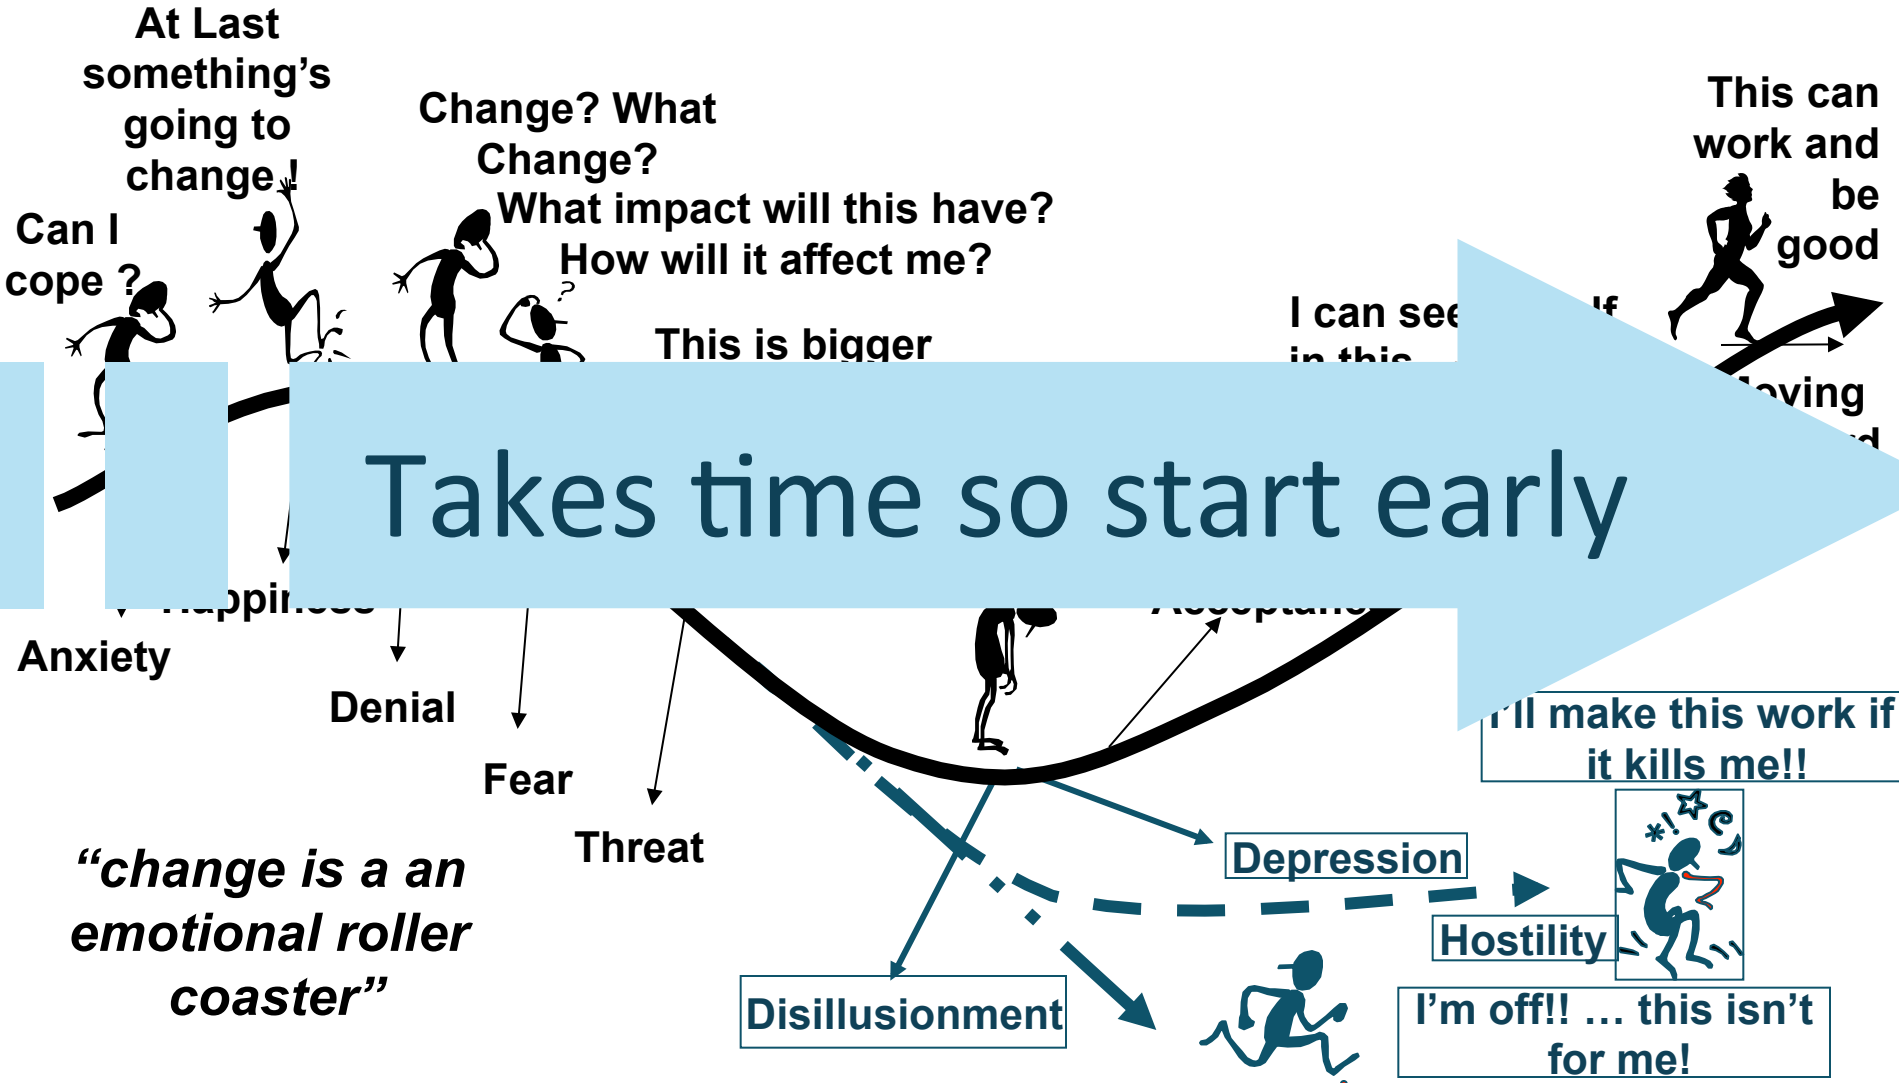 At Last
something’s
going to
change !
Can I
cope ?
Change? What
Change?
What impact will this have?
How will it affect me?
?
This is bigger
I can see
in this
This can
work and
be
good
Moving
Takes time so start early
Happiness
Acceptance
Anxiety
Denial
Fear
Threat
I’ll make this work if
it kills me!!
“change is a an
emotional roller
coaster”
Depression
Hostility
Disillusionment
I’m off!! … this isn’t
for me!